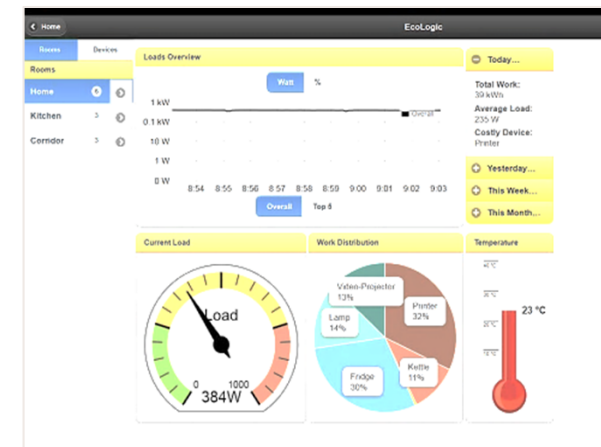 Home
EcoLogic
Rooms
Devices
Rooms
Home
Kitchen 3
Corridor 3
Loads Overview
Watt %
1 kW
0.1 kW
10 W
1 W
0 W
Overall
8:54 8:55 8:56 8:57 8:58 8:59 9:00 9:01 9:02 9:03
Overall Top 5
Today...
Total Work:
39 kWh
Average Load:
235 W
Costly Device:
Printer
Yesterday...
This Week...
This Month...
Current Load
Load
0 1000
384W
Work Distribution
Video-Projector
13%
Printer
32%
Lamp
14%
Kettle
11%
Fridge
30%
Temperature
23 °C